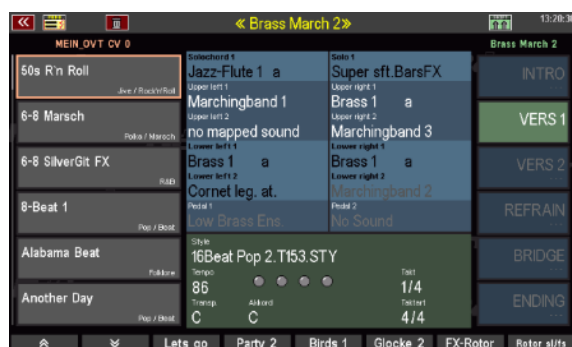 « Brass March 2»
13:20:3
MEIN_OVT CV 0
Brass March 2
50s R'n Roll
Jive / Rock'n'Roll
6-8 Marsch
Polka / Marsch
6-8 SilverGit FX
R&B
8-Beat 1
Pop / Beat
Alabama Beat
Folklore
Another Day
Pop / Beat
Solochord 1
Jazz-Flute 1 a
Upper left 1
Marchingband 1
Upper left 2
no mapped sound
Lower left 1
Brass 1 a
Lower left 2
Cornet leg. at.
Pedal 1
Low Brass Ens.
Solo 1
Super sft.BarsFX
Upper right 1
Brass 1 a
Upper right 2
Marchingband 3
Lower right 1
Brass 1 a
Lower right 2
Marchingband 2
Pedal 2
No Sound
Style
16Beat Pop 2.T153.STY
Tempo
86
Takt
1/4
Transp.
C
Akkord
C
Taktart
4/4
INTRO
VERS 1
VERS 2
REFRAIN
BRIDGE
ENDING
Lets go
Party 2
Birds 1
Glocke 2
FX-Rotor
Rotor sl/fs